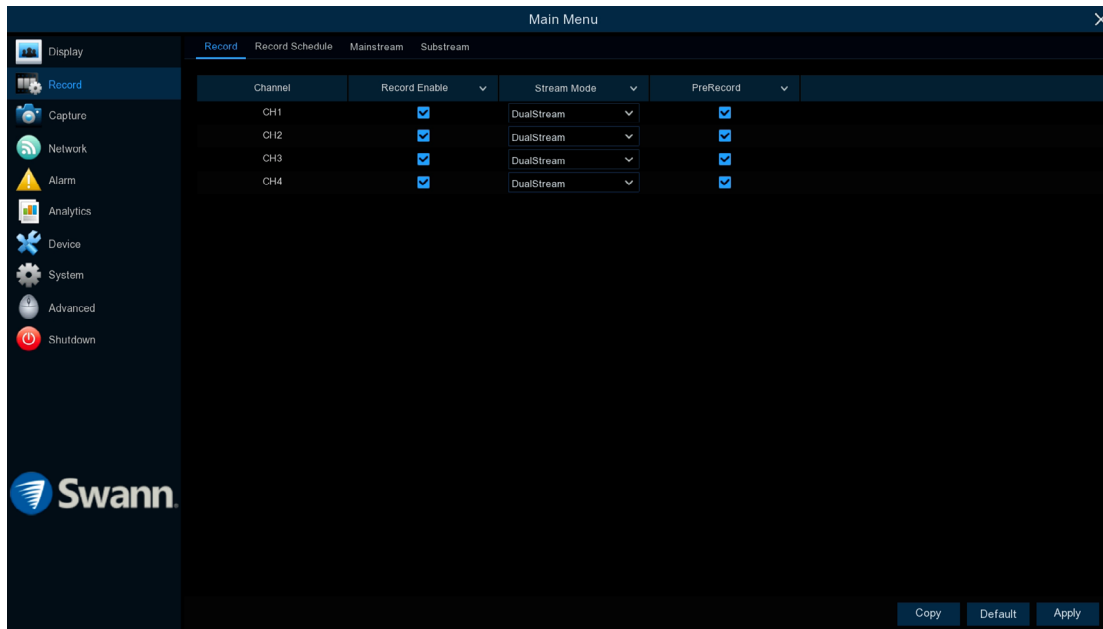 Main Menu
Display
Record
Capture
Network
Alarm
Analytics
Device
System
Advanced
Shutdown
Swann.
Record Record Schedule Mainstream Substream
Channel Record Enable Stream Mode PreRecord
CH1 DualStream
CH2 DualStream
CH3 DualStream
CH4 DualStream
Copy Default Apply